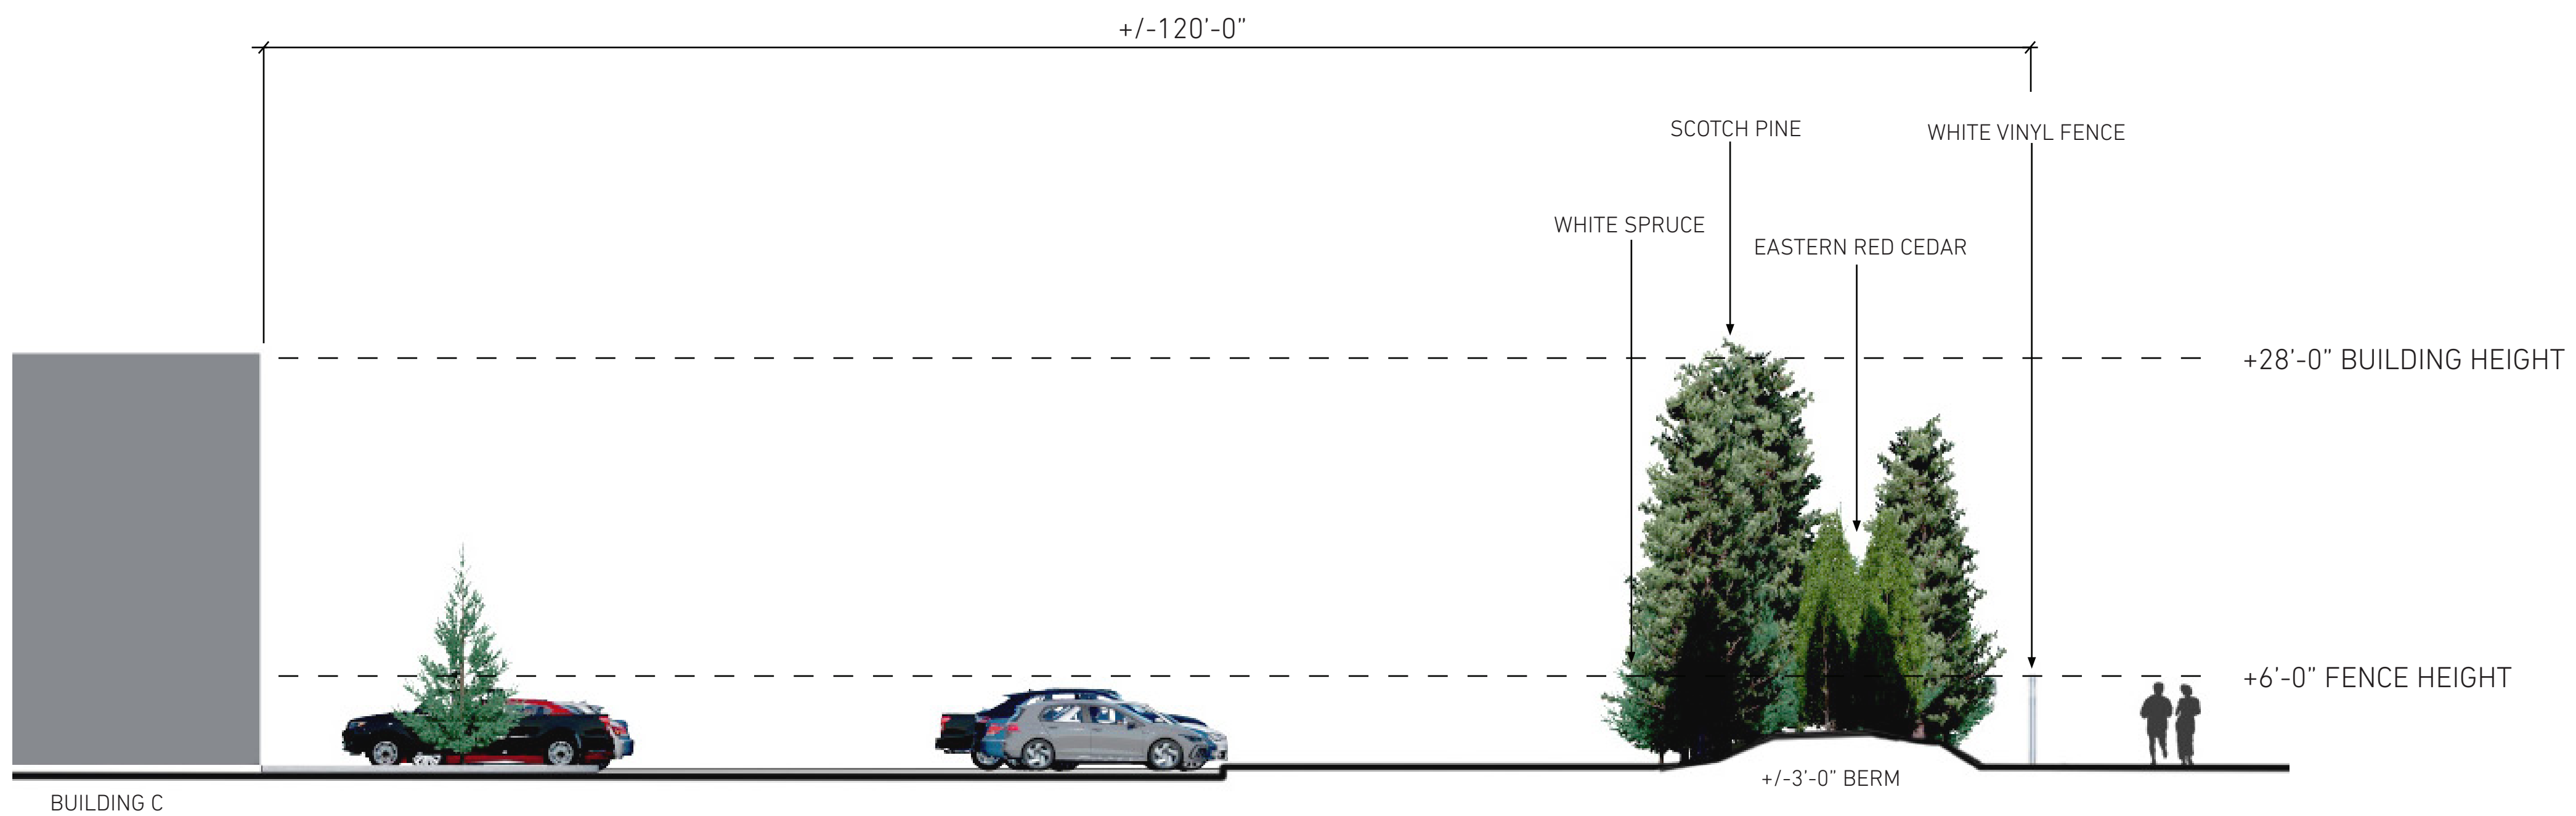 +/-120’-0”
SCOTCH PINE
WHITE VINYL FENCE
WHITE SPRUCE
EASTERN RED CEDAR
+28’-0” BUILDING HEIGHT
+6’-0” FENCE HEIGHT
+/-3’-0” BERM
BUILDING C